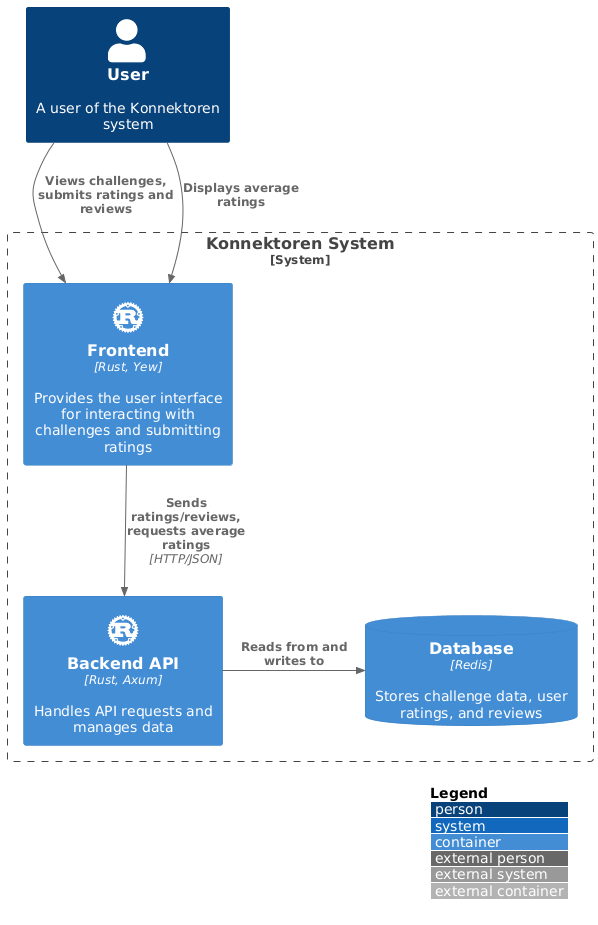 User
A user of the Konnektoren
system
Views challenges,
submits ratings and
reviews
Displays average
ratings
Konnektoren System
[System]
Frontend
[Rust, Yew]
Provides the user interface
for interacting with
challenges and submitting
ratings
Sends
ratings/reviews,
requests average
ratings
[HTTP/JSON]
Backend API
[Rust, Axum]
Handles API requests and
manages data
Reads from and
writes to
Database
[Redis]
Stores challenge data, user
ratings, and reviews
Legend
person
system
container
external person
external system
external container